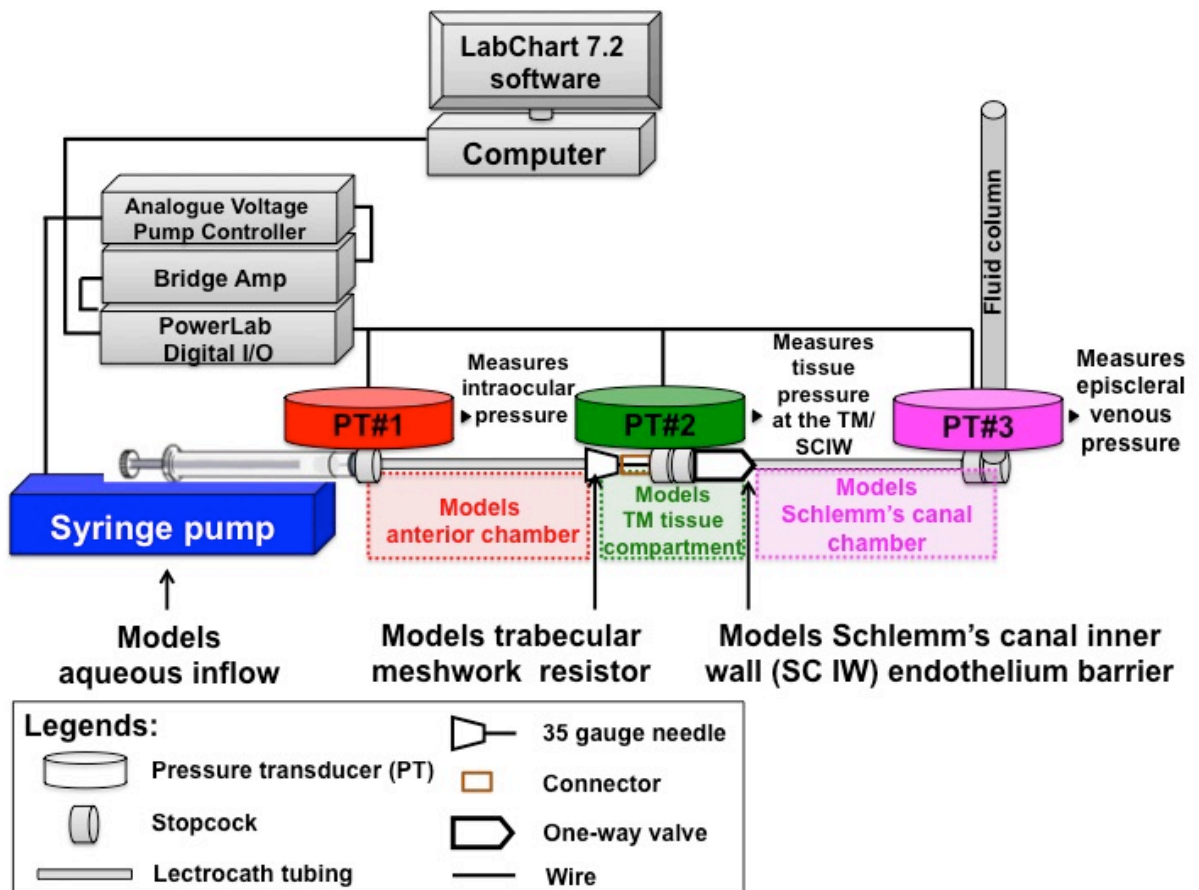 LabChart 7.2
software
Computer
Analogue Voltage
Pump Controller
Bridge Amp
PowerLab
Digital I/O
Fluid column
Measures
intraocular
pressure
Measures
tissue
pressure
at the TM/
SCIW
Measures
episcleral
venous
pressure
PT#1
PT#2
PT#3
Syringe pump
Models
anterior chamber
Models
TM tissue
compartment
Models
Schlemm's canal
chamber
Models
aqueous inflow
Models trabecular
meshwork resistor
Models Schlemm's canal inner
wall (SC IW) endothelium barrier
Legends:
Pressure transducer (PT)
Stopcock
Lectrocath tubing
35 gauge needle
Connector
One-way valve
Wire